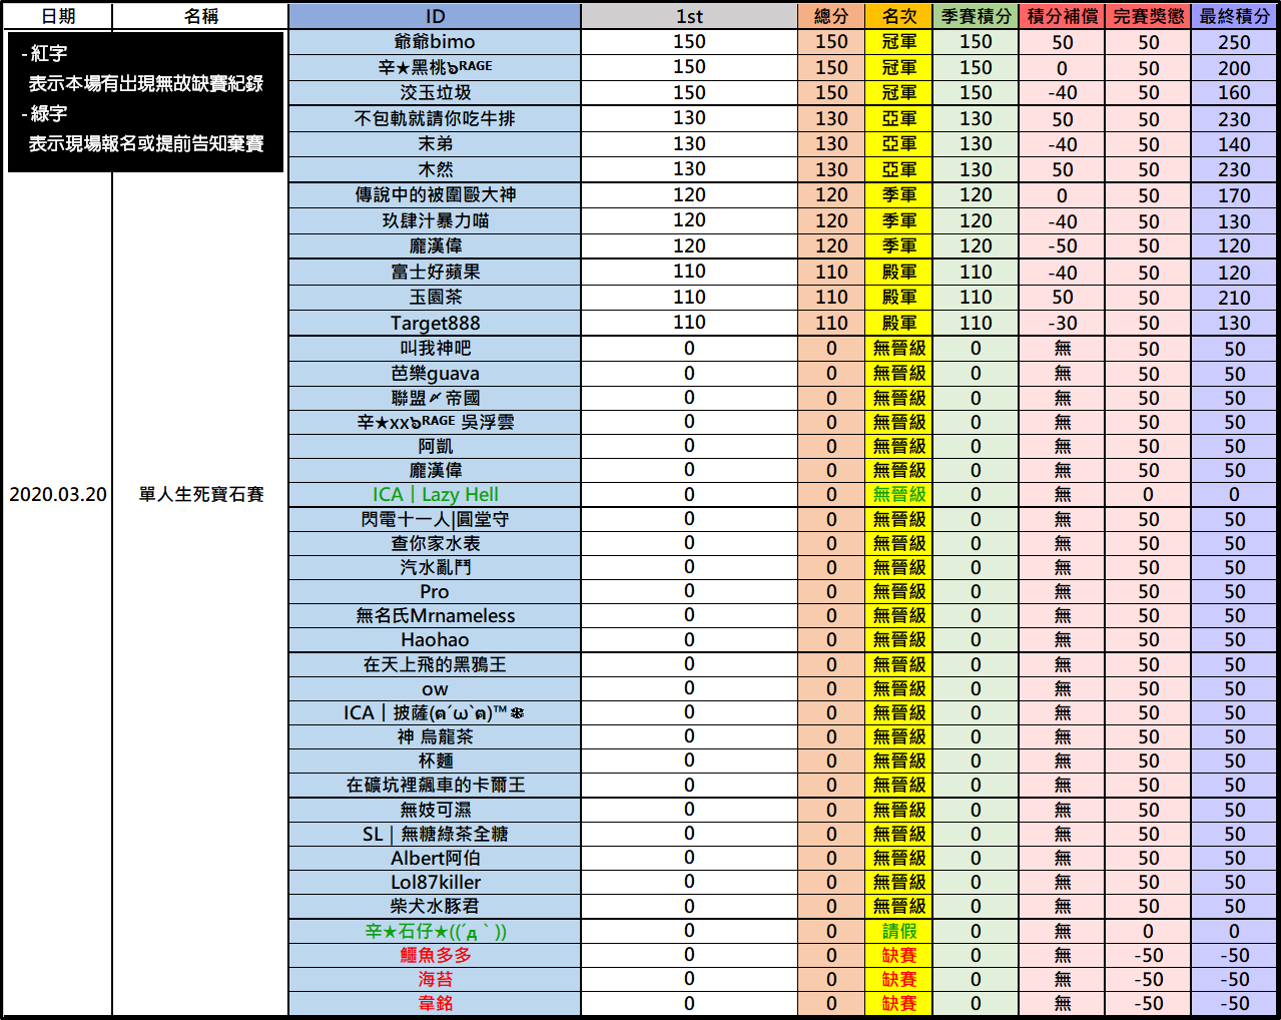 日期 名稱 ID 1st 總分 名次 季賽積分 積分補償 完賽獎懲 最終積分
-紅字
表示本場有出現無故缺賽紀錄
-綠字
表示現場報名或提前告知棄賽
2020.03.20 單人生死寶石賽
爺爺bimo 150 150 冠軍 150 50 50 250
辛★黑桃๖ᴿᴬᴳᴱ 150 150 冠軍 150 0 50 200
洨玉垃圾 150 150 冠軍 150 -40 50 160
不包軌就請你吃牛排 130 130 亞軍 130 50 50 230
末弟 130 130 亞軍 130 -40 50 140
木然 130 130 亞軍 130 50 50 230
傳說中的被圍毆大神 120 120 季軍 120 0 50 170
玖肆汁暴力喵 120 120 季軍 120 -40 50 130
龐漢偉 120 120 季軍 120 -50 50 120
富士好蘋果 110 110 殿軍 110 -40 50 120
玉園茶 110 110 殿軍 110 50 50 210
Target888 110 110 殿軍 110 -30 50 130
叫我神吧 0 0 無晉級 0 無 50 50
芭樂guava 0 0 無晉級 0 無 50 50
聯盟〆帝國 0 0 無晉級 0 無 50 50
辛★xx๖ᴿᴬᴳᴱ 吳浮雲 0 0 無晉級 0 無 50 50
阿凱 0 0 無晉級 0 無 50 50
龐漢偉 0 0 無晉級 0 無 50 50
ICA｜Lazy Hell 0 0 無晉級 0 無 0 0
閃電十一人|圓堂守 0 0 無晉級 0 無 50 50
查你家水表 0 0 無晉級 0 無 50 50
汽水亂鬥 0 0 無晉級 0 無 50 50
Pro 0 0 無晉級 0 無 50 50
無名氏Mrnameless 0 0 無晉級 0 無 50 50
Haohao 0 0 無晉級 0 無 50 50
在天上飛的黑鴉王 0 0 無晉級 0 無 50 50
ow 0 0 無晉級 0 無 50 50
ICA｜披薩(ฅ´ω`ฅ)™ 0 0 無晉級 0 無 50 50
神 烏龍茶 0 0 無晉級 0 無 50 50
杯麵 0 0 無晉級 0 無 50 50
在礦坑裡飆車的卡爾王 0 0 無晉級 0 無 50 50
無妓可濕 0 0 無晉級 0 無 50 50
SL | 無糖綠茶全糖 0 0 無晉級 0 無 50 50
Albert阿伯 0 0 無晉級 0 無 50 50
Lol87killer 0 0 無晉級 0 無 50 50
柴犬水豚君 0 0 無晉級 0 無 50 50
辛★石仔★((´д｀)) 0 0 請假 0 無 0 0
鱷魚多多 0 0 缺賽 0 無 -50 -50
海苔 0 0 缺賽 0 無 -50 -50
韋銘 0 0 缺賽 0 無 -50 -50